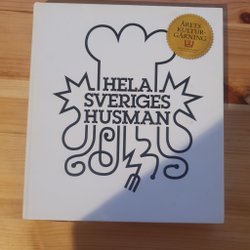 HELA
SVERIGES
HUSMAN
ÅRETS
KULTUR-
GÄRNING